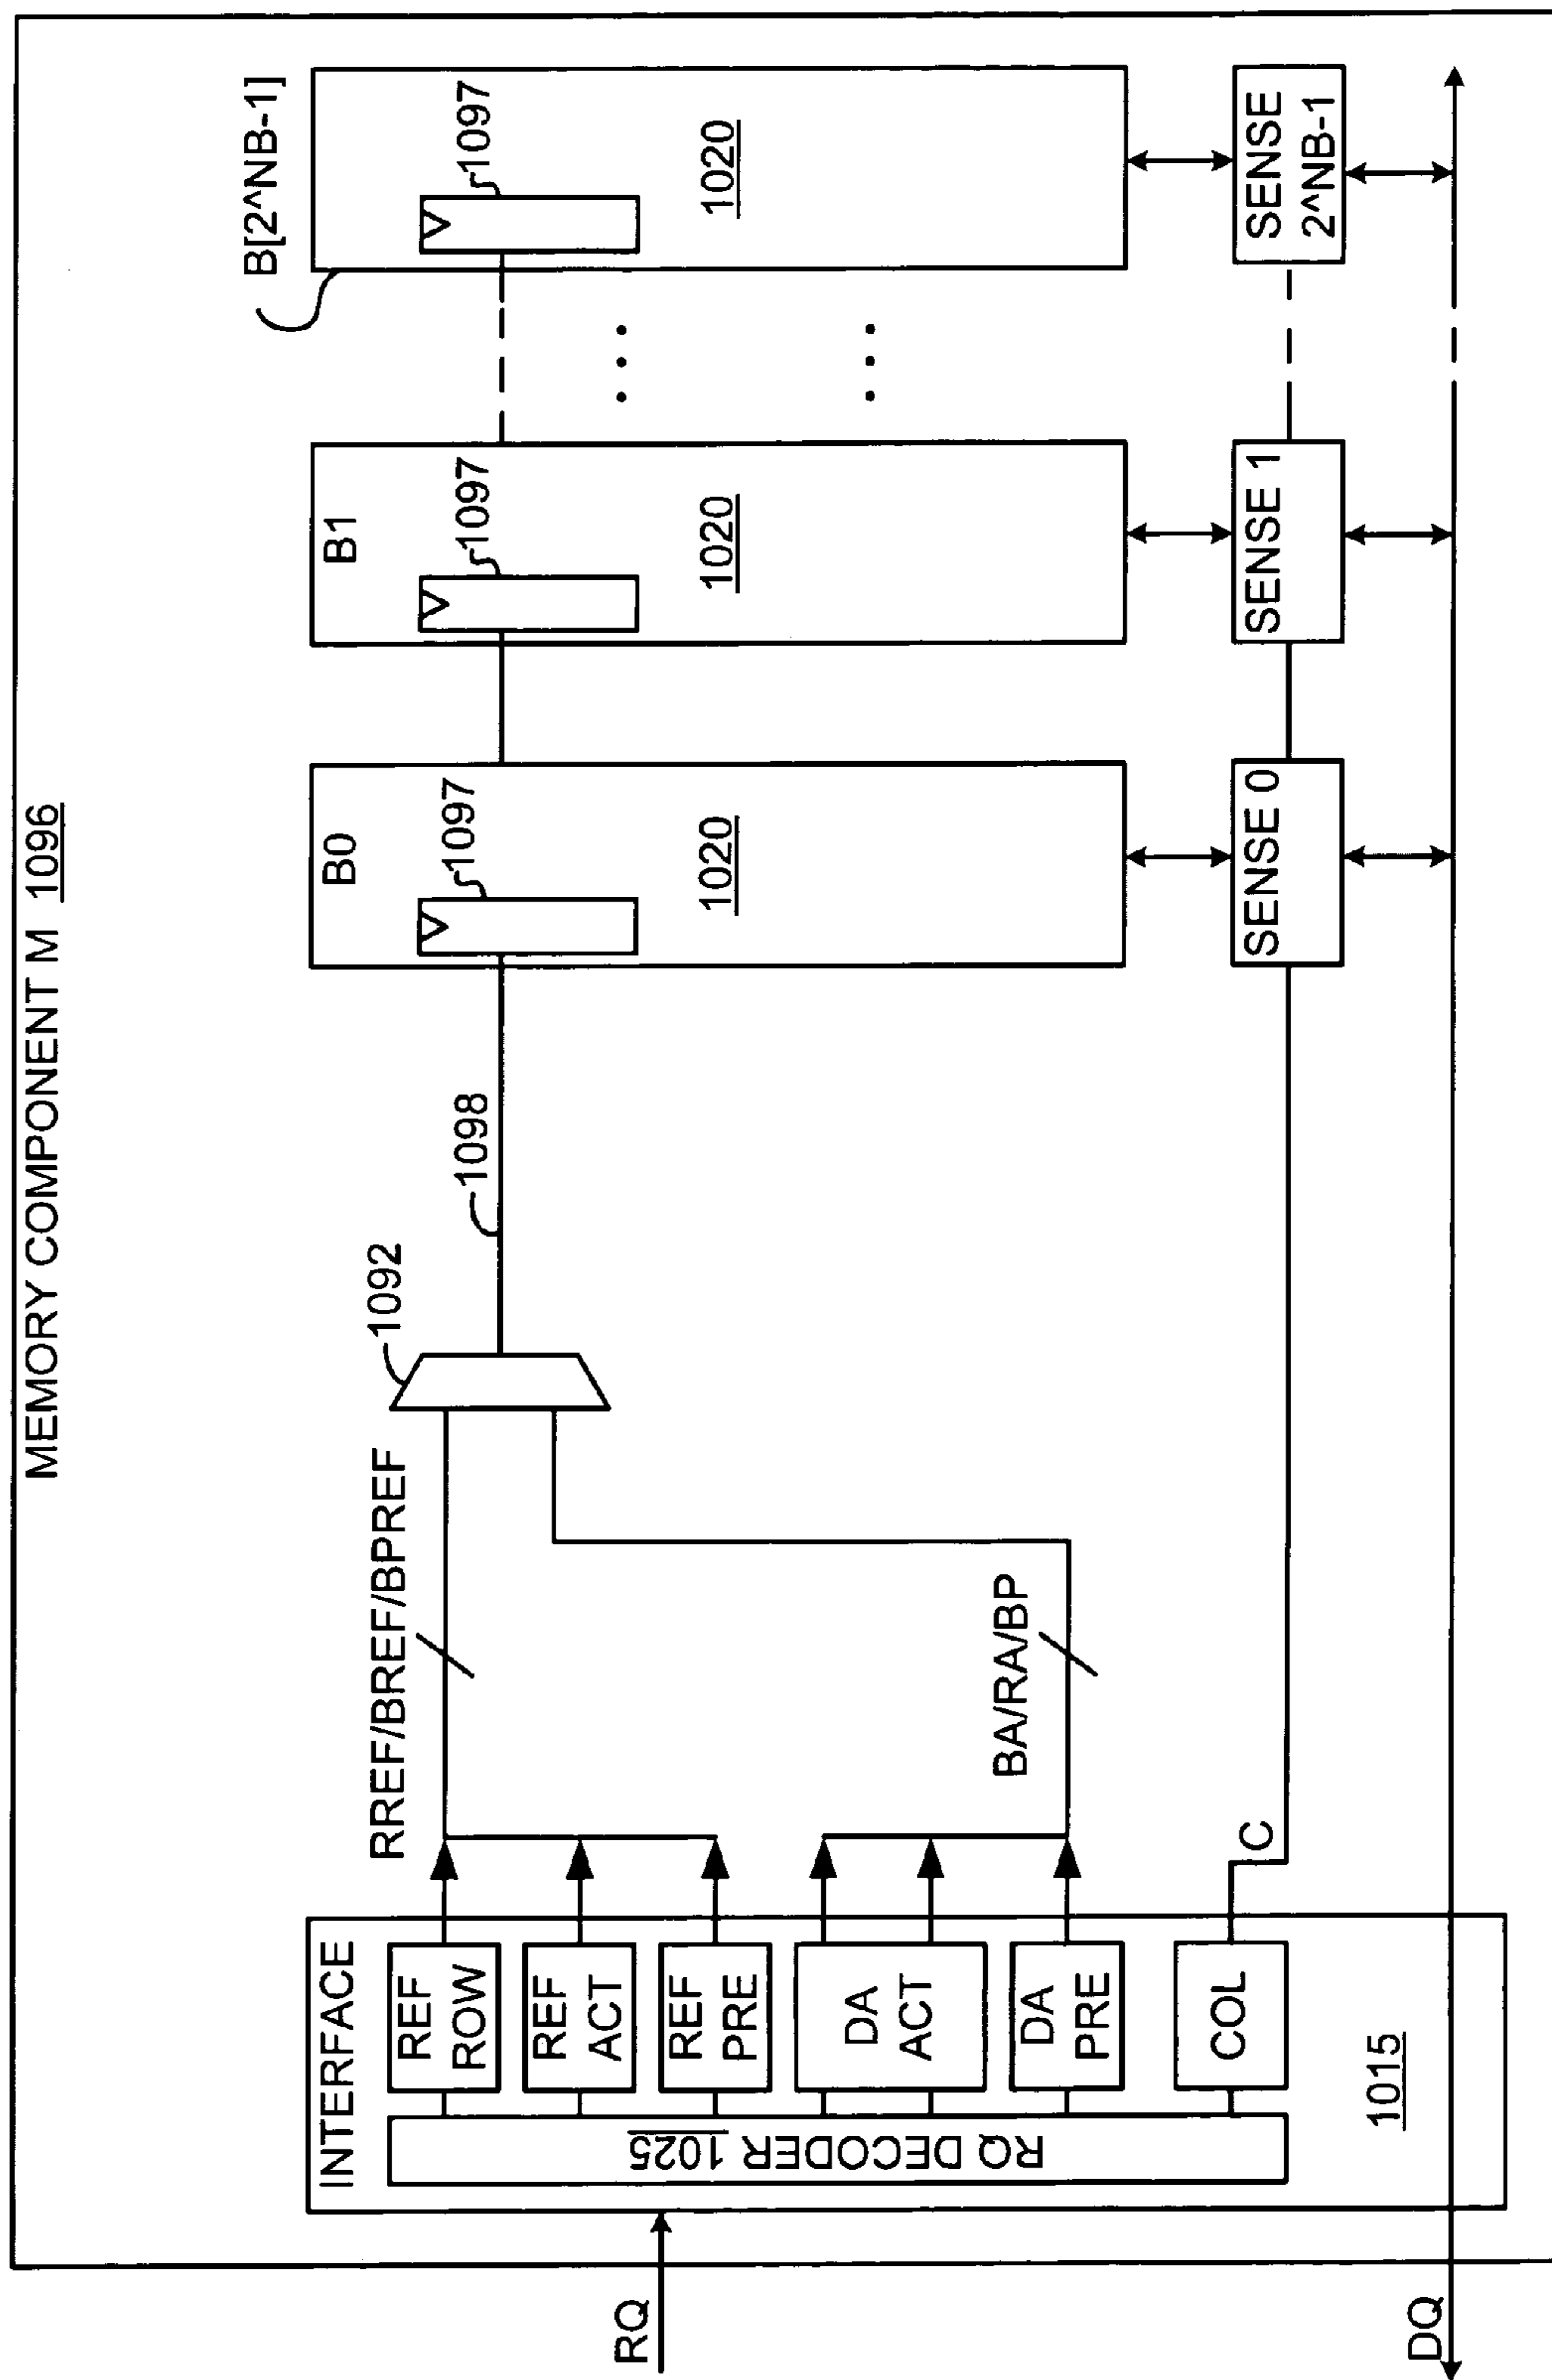 MEMORY COMPONENT M 1096
B[2^NB-1]
B0
B1
1097
1097
1097
1020
1020
1020
1092
1098
RREF/BREF/BPREF
BA/RA/BP
INTERFACE
REF
ROW
REF
ACT
REF
PRE
DA
ACT
DA
PRE
COL
C
RQ DECODER 1025
1015
SENSE 0
SENSE 1
SENSE
2^NB-1
RQ
DQ